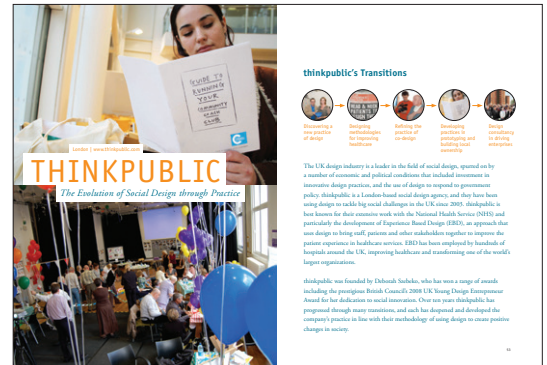 GUIDE TO
RUNNING
YOUR
COMMUNITY
London | www.thinkpublic.com
THINKPUBLIC
The Evolution of Social Design through Practice
thinkpublic's Transitions
Discovering a
new practice
of design
Designing
methodologies
for improving
healthcare
Refining the
practice of
co-design
Developing
practices in
prototyping and
building local
ownership
Design
consultancy
to driving
enterprises
The UK design industry is a leader in the field of social design, spurred on by
a number of economic and political conditions that included investment in
innovative design practices, and the use of design to respond to government
policy. thinkpublic is a London-based social design agency, and they have been
using design to tackle big social challenges in the UK since 2003. thinkpublic is
best known for their extensive work with the National Health Service (NHS) and
particularly the development of Experience Based Design (EBD), an approach that
uses design to bring staff, patients and other stakeholders together to improve the
patient experience in healthcare services. EBD has been employed by hundreds of
hospitals around the UK, improving healthcare and transforming one of the world's
largest organizations.
thinkpublic was founded by Deborah Szebeko, who has won a range of awards
including the prestigious British Council's 2008 UK Young Design Entrepreneur
Award for her dedication to social innovation. Over ten years thinkpublic has
progressed through many transitions, and each has deepened and developed the
company's practice in line with their methodology of using design to create positive
changes in society.